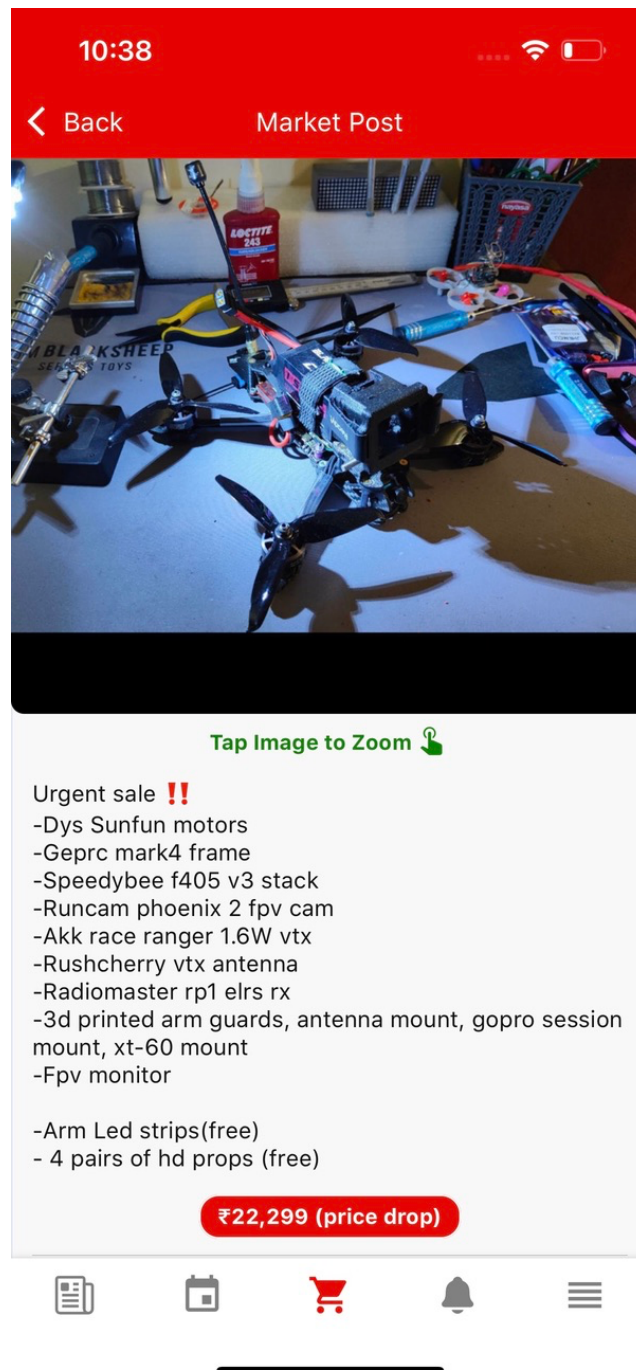 10:38
Back
Market Post
LOCTITE
243
BLACKSHEEP
TOYS
Tap Image to Zoom
Urgent sale ‼️
-Dys Sunfun motors
-Geprc mark4 frame
-Speedybee f405 v3 stack
-Runcam phoenix 2 fpv cam
-Akk race ranger 1.6W vtx
-Rushcherry vtx antenna
-Radiomaster rp1 elrs rx
-3d printed arm guards, antenna mount, gopro session
mount, xt-60 mount
-Fpv monitor
-Arm Led strips(free)
- 4 pairs of hd props (free)
₹22,299 (price drop)